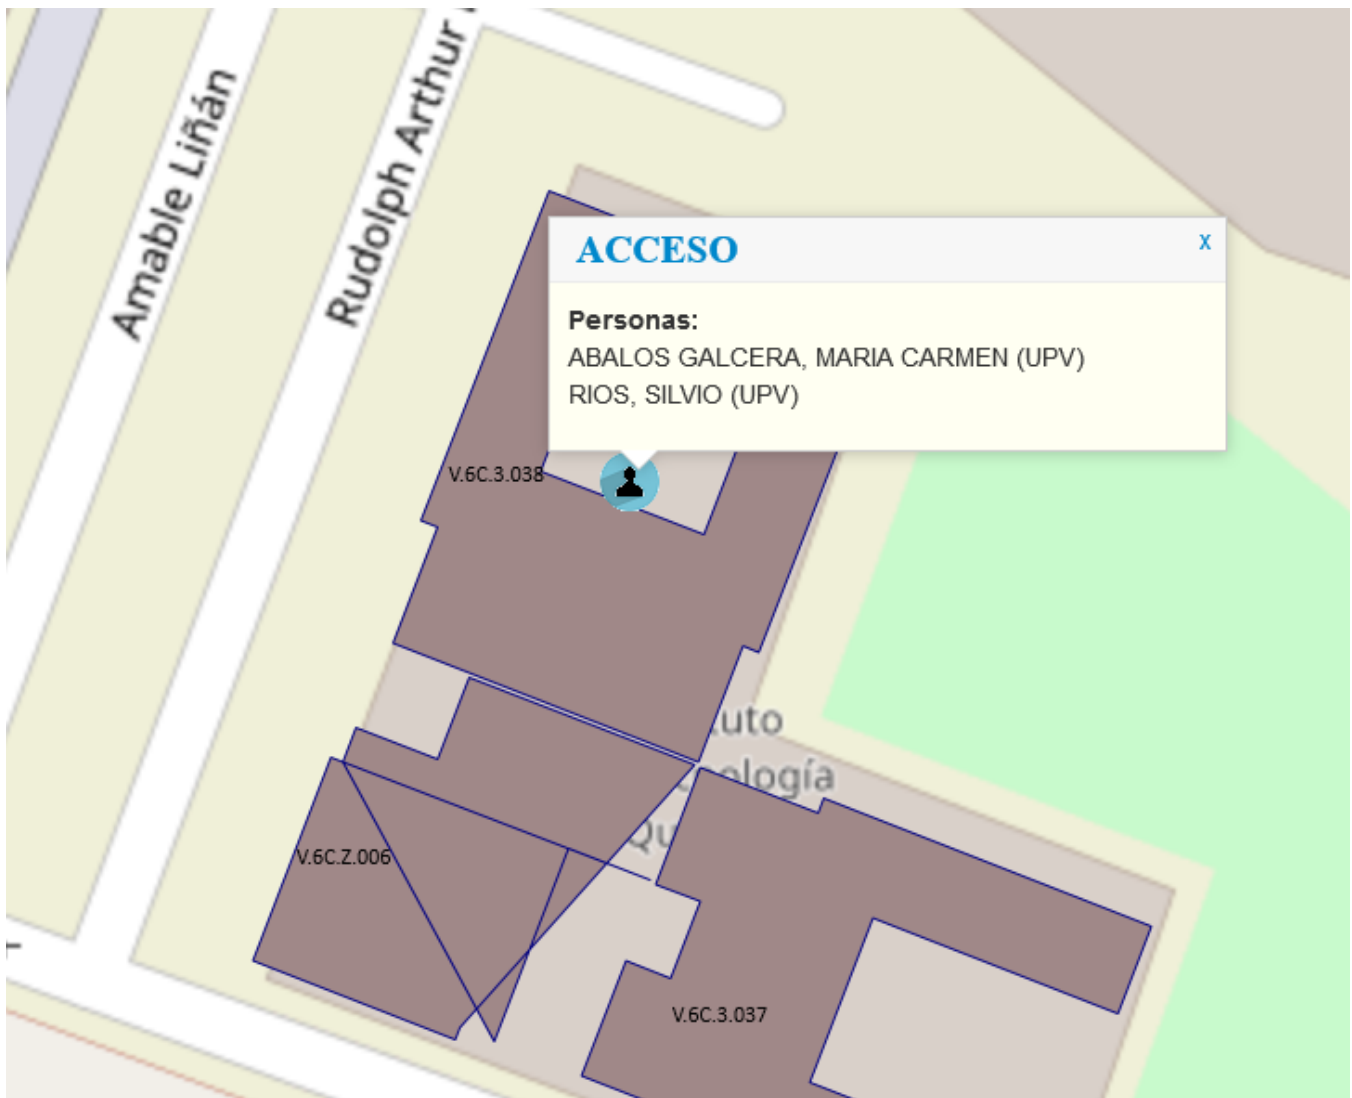 Amable Liñán
Rudolph Arthur
ACCESO
x
Personas:
ABALOS GALCERA, MARIA CARMEN (UPV)
RIOS, SILVIO (UPV)
V.6C.3.038
V.6C.Z.006
V.6C.3.037